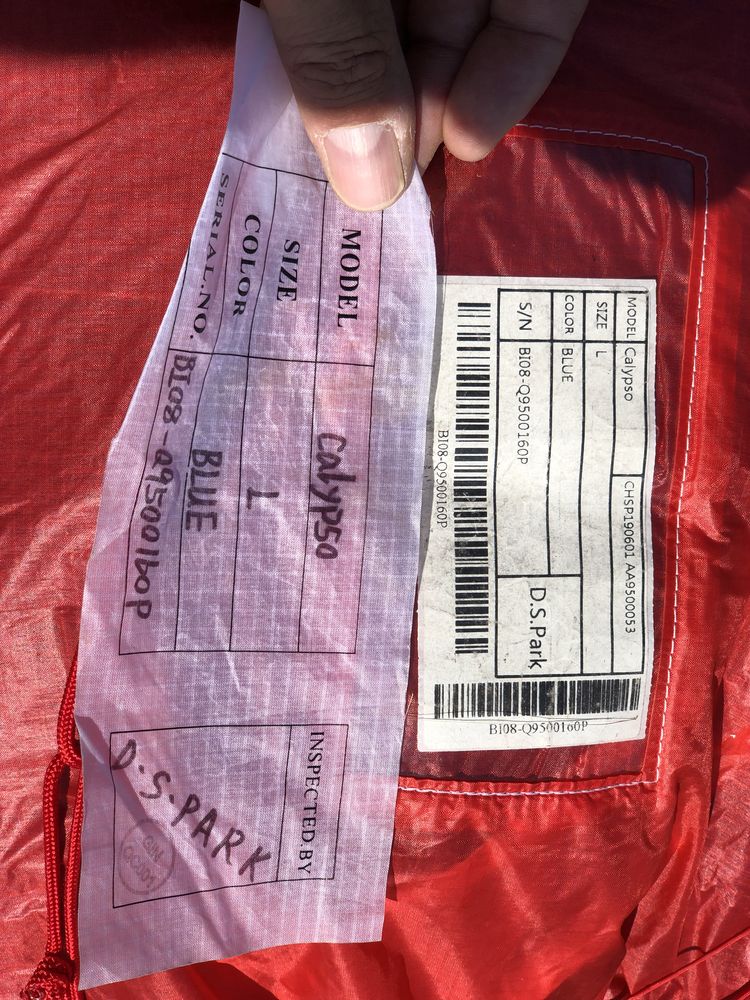 MODEL Calypso
SIZE L
COLOR BLUE
SERIAL.NO. BI08-Q9500160P
INSPECTED.BY
D.S.PARK
GIN
MODEL Calypso CHSP190601 AA9500053
SIZE L
COLOR BLUE
S/N BI08-Q9500160P D.S.Park
BI08-Q9500160P
BI08-Q9500160P